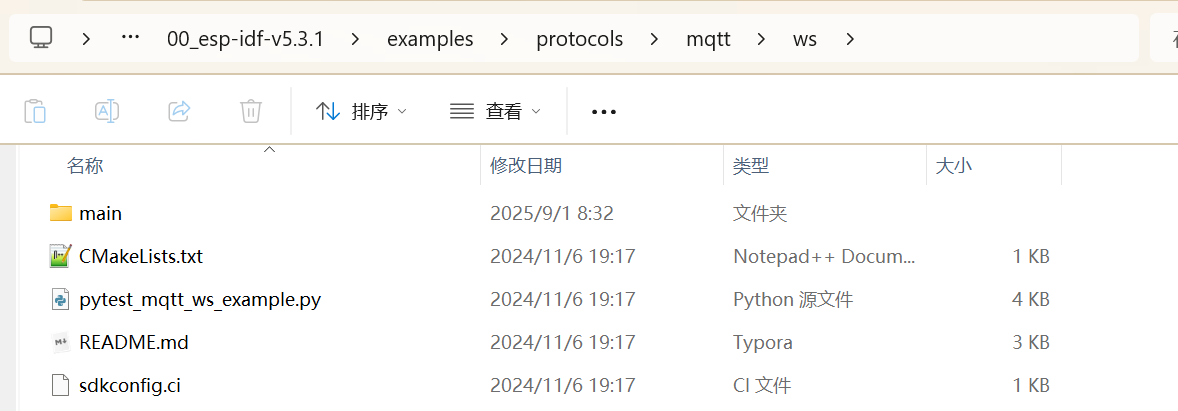 00_esp-idf-v5.3.1 examples protocols mqtt ws
排序 查看
名称 修改日期 类型 大小
main 2025/9/1 8:32 文件夹
CMakeLists.txt 2024/11/6 19:17 Notepad++ Docum... 1 KB
pytest_mqtt_ws_example.py 2024/11/6 19:17 Python 源文件 4 KB
README.md 2024/11/6 19:17 Typora 3 KB
sdkconfig.ci 2024/11/6 19:17 CI 文件 1 KB